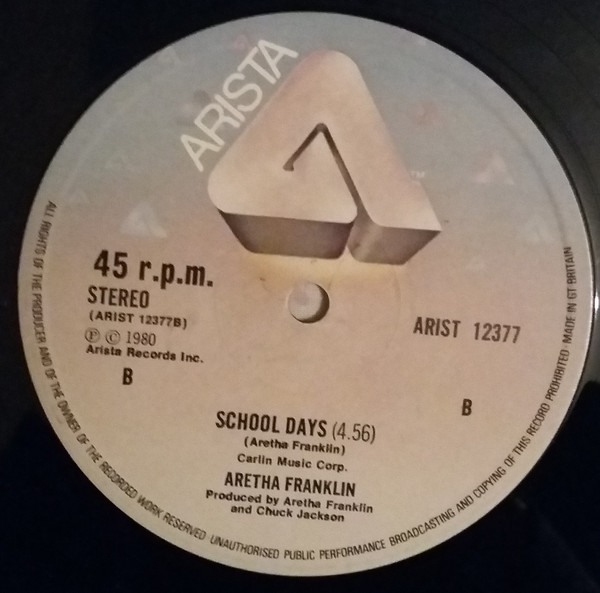 ARISTA
™
45 r.p.m.
STEREO
(ARIST 12377B)
Ⓟ © 1980
Arista Records Inc.
B
ARIST 12377
B
SCHOOL DAYS (4.56)
(Aretha Franklin)
Carlin Music Corp.
ARETHA FRANKLIN
Produced by Aretha Franklin
and Chuck Jackson
ALL RIGHTS OF THE PRODUCER AND OF THE OWNER OF THE RECORDED WORK RESERVED · UNAUTHORISED PUBLIC PERFORMANCE BROADCASTING AND COPYING OF THIS RECORD PROHIBITED · MADE IN GT BRITAIN